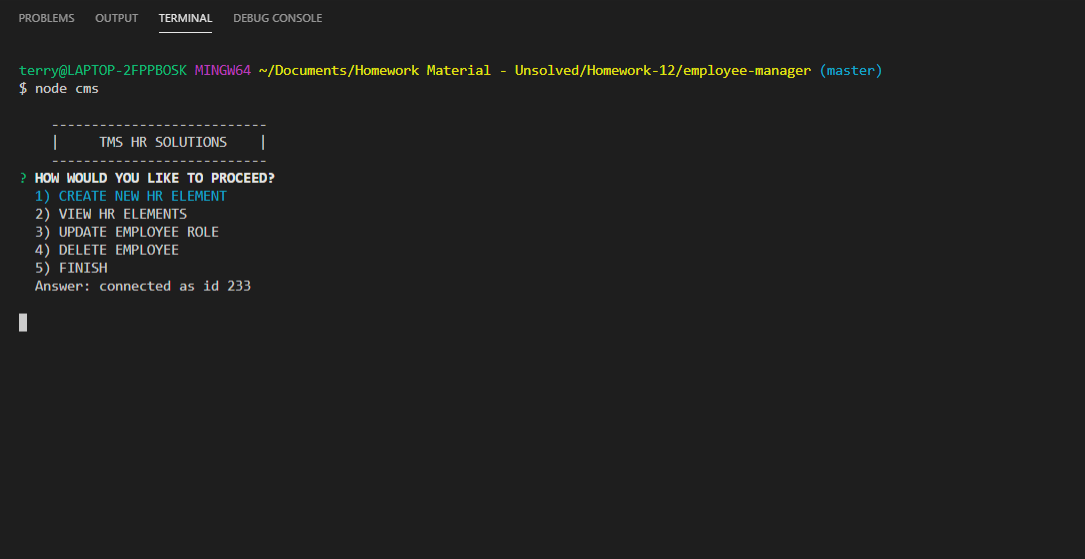 PROBLEMS OUTPUT TERMINAL DEBUG CONSOLE
terry@LAPTOP-2FPPBOSK MINGW64 ~/Documents/Homework Material - Unsolved/Homework-12/employee-manager (master)
$ node cms
---------------------------
|     TMS HR SOLUTIONS    |
---------------------------
? HOW WOULD YOU LIKE TO PROCEED?
1) CREATE NEW HR ELEMENT
2) VIEW HR ELEMENTS
3) UPDATE EMPLOYEE ROLE
4) DELETE EMPLOYEE
5) FINISH
Answer: connected as id 233